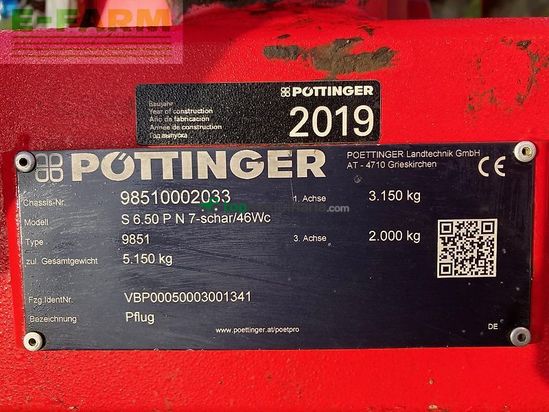 E-FARM
Baujahr
Year of construction
Año de fabricación
Année de construction
Год выпуска
PÖTTINGER
2019
PÖTTINGER
POETTINGER Landtechnik GmbH
AT - 4710 Grieskirchen
CE
Chassis-Nr. 98510002033 1. Achse 3.150 kg
Modell S 6.50 P N 7-schar/46Wc
Type 9851 3. Achse 2.000 kg
zul. Gesamtgewicht 5.150 kg
Fzg.IdentNr. VBP00050003001341
Bezeichnung Pflug
www.poettinger.at/poetpro
DE